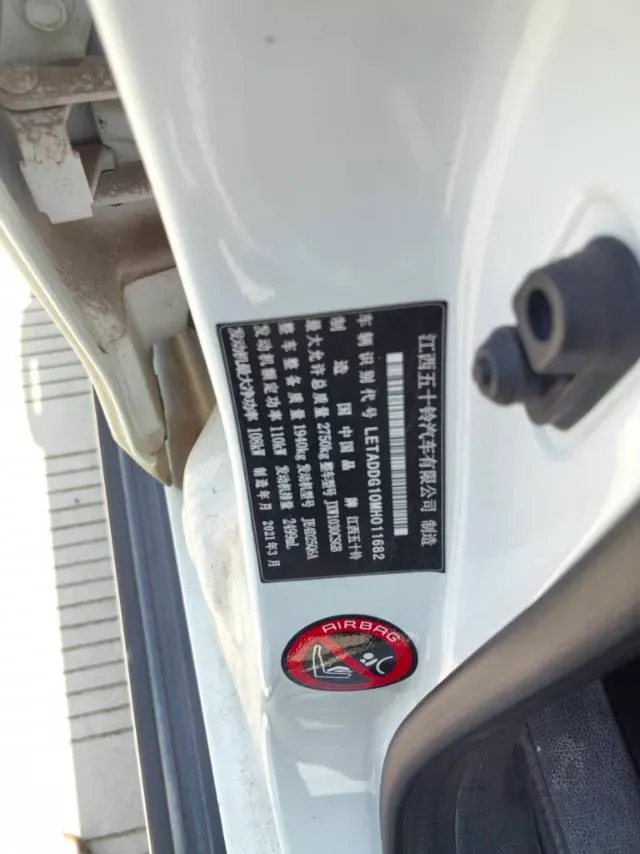 江西五十铃汽车有限公司 制造
车辆识别代号 LETADDG10MH011682
制造国 中国 品牌 江西五十铃
最大允许总质量 2750kg 整车型号 JXW1030CSGB
整车整备质量 1940kg 发动机型号 JE4D25Q6A
发动机额定功率 110kW 发动机排量 2499mL
发动机最大净功率 108kW 制造年月 2021年3月
AIRBAG